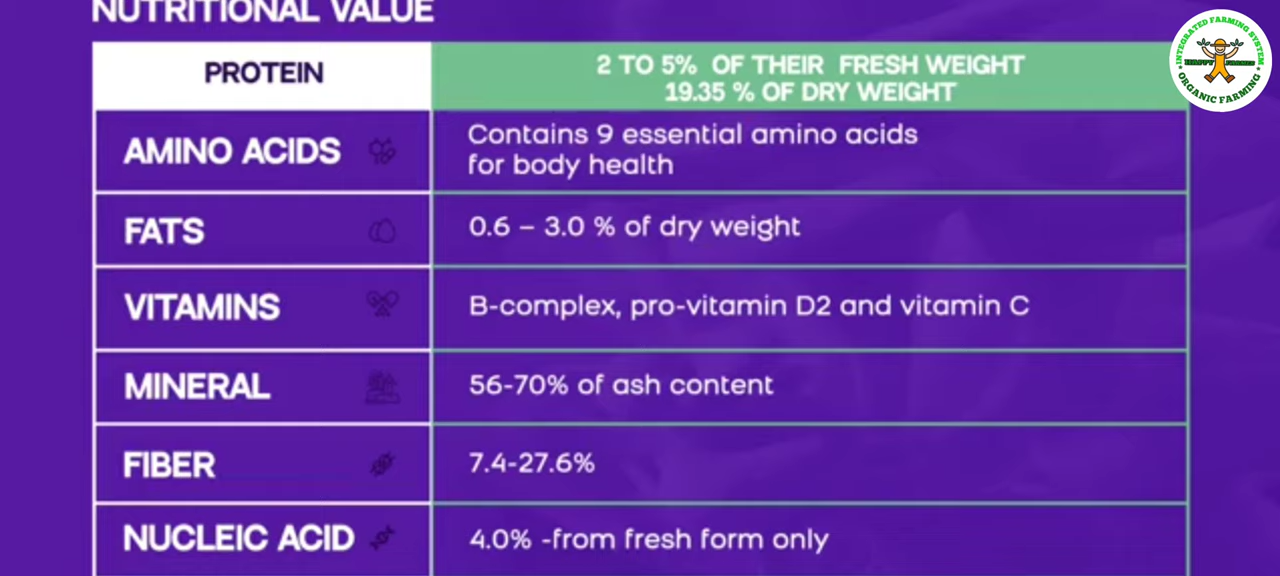 NUTRITIONAL VALUE
PROTEIN
2 TO 5% OF THEIR FRESH WEIGHT
19.35 % OF DRY WEIGHT
AMINO ACIDS
Contains 9 essential amino acids
for body health
FATS
0.6 – 3.0 % of dry weight
VITAMINS
B-complex, pro-vitamin D2 and vitamin C
MINERAL
56-70% of ash content
FIBER
7.4-27.6%
NUCLEIC ACID
4.0% -from fresh form only
INTEGRATED FARMING SYSTEM
ORGANIC FARMING